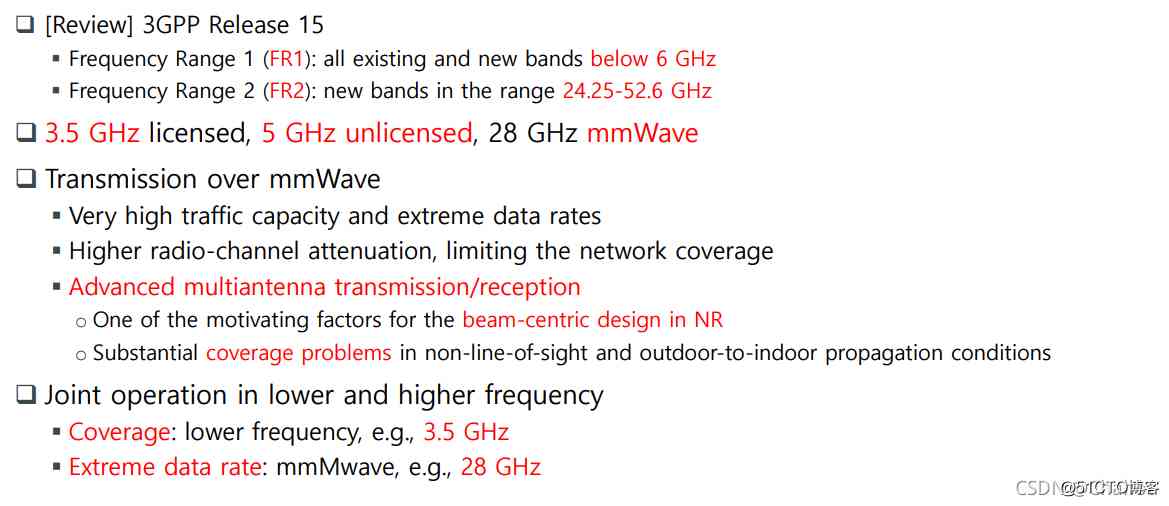 ❑ [Review] 3GPP Release 15
▪ Frequency Range 1 (FR1): all existing and new bands below 6 GHz
▪ Frequency Range 2 (FR2): new bands in the range 24.25-52.6 GHz
❑ 3.5 GHz licensed, 5 GHz unlicensed, 28 GHz mmWave
❑ Transmission over mmWave
▪ Very high traffic capacity and extreme data rates
▪ Higher radio-channel attenuation, limiting the network coverage
▪ Advanced multiantenna transmission/reception
○ One of the motivating factors for the beam-centric design in NR
○ Substantial coverage problems in non-line-of-sight and outdoor-to-indoor propagation conditions
❑ Joint operation in lower and higher frequency
▪ Coverage: lower frequency, e.g., 3.5 GHz
▪ Extreme data rate: mmMwave, e.g., 28 GHz
CSDN @51CTO博客